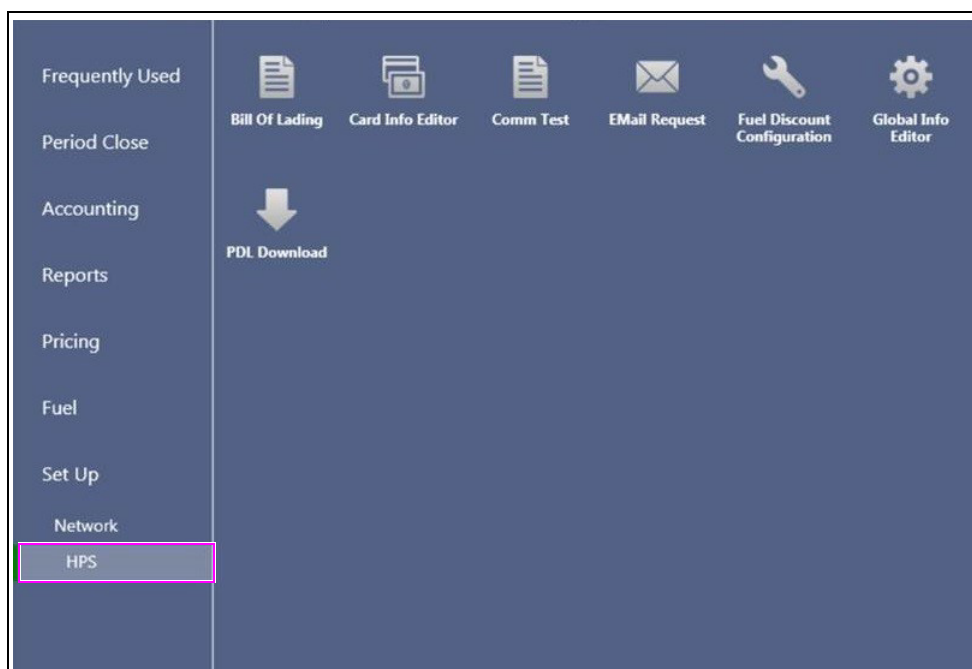 Frequently Used
Period Close
Accounting
Reports
Pricing
Fuel
Set Up
Network
HPS
Bill Of Lading
Card Info Editor
Comm Test
EMail Request
Fuel Discount
Configuration
Global Info
Editor
PDL Download